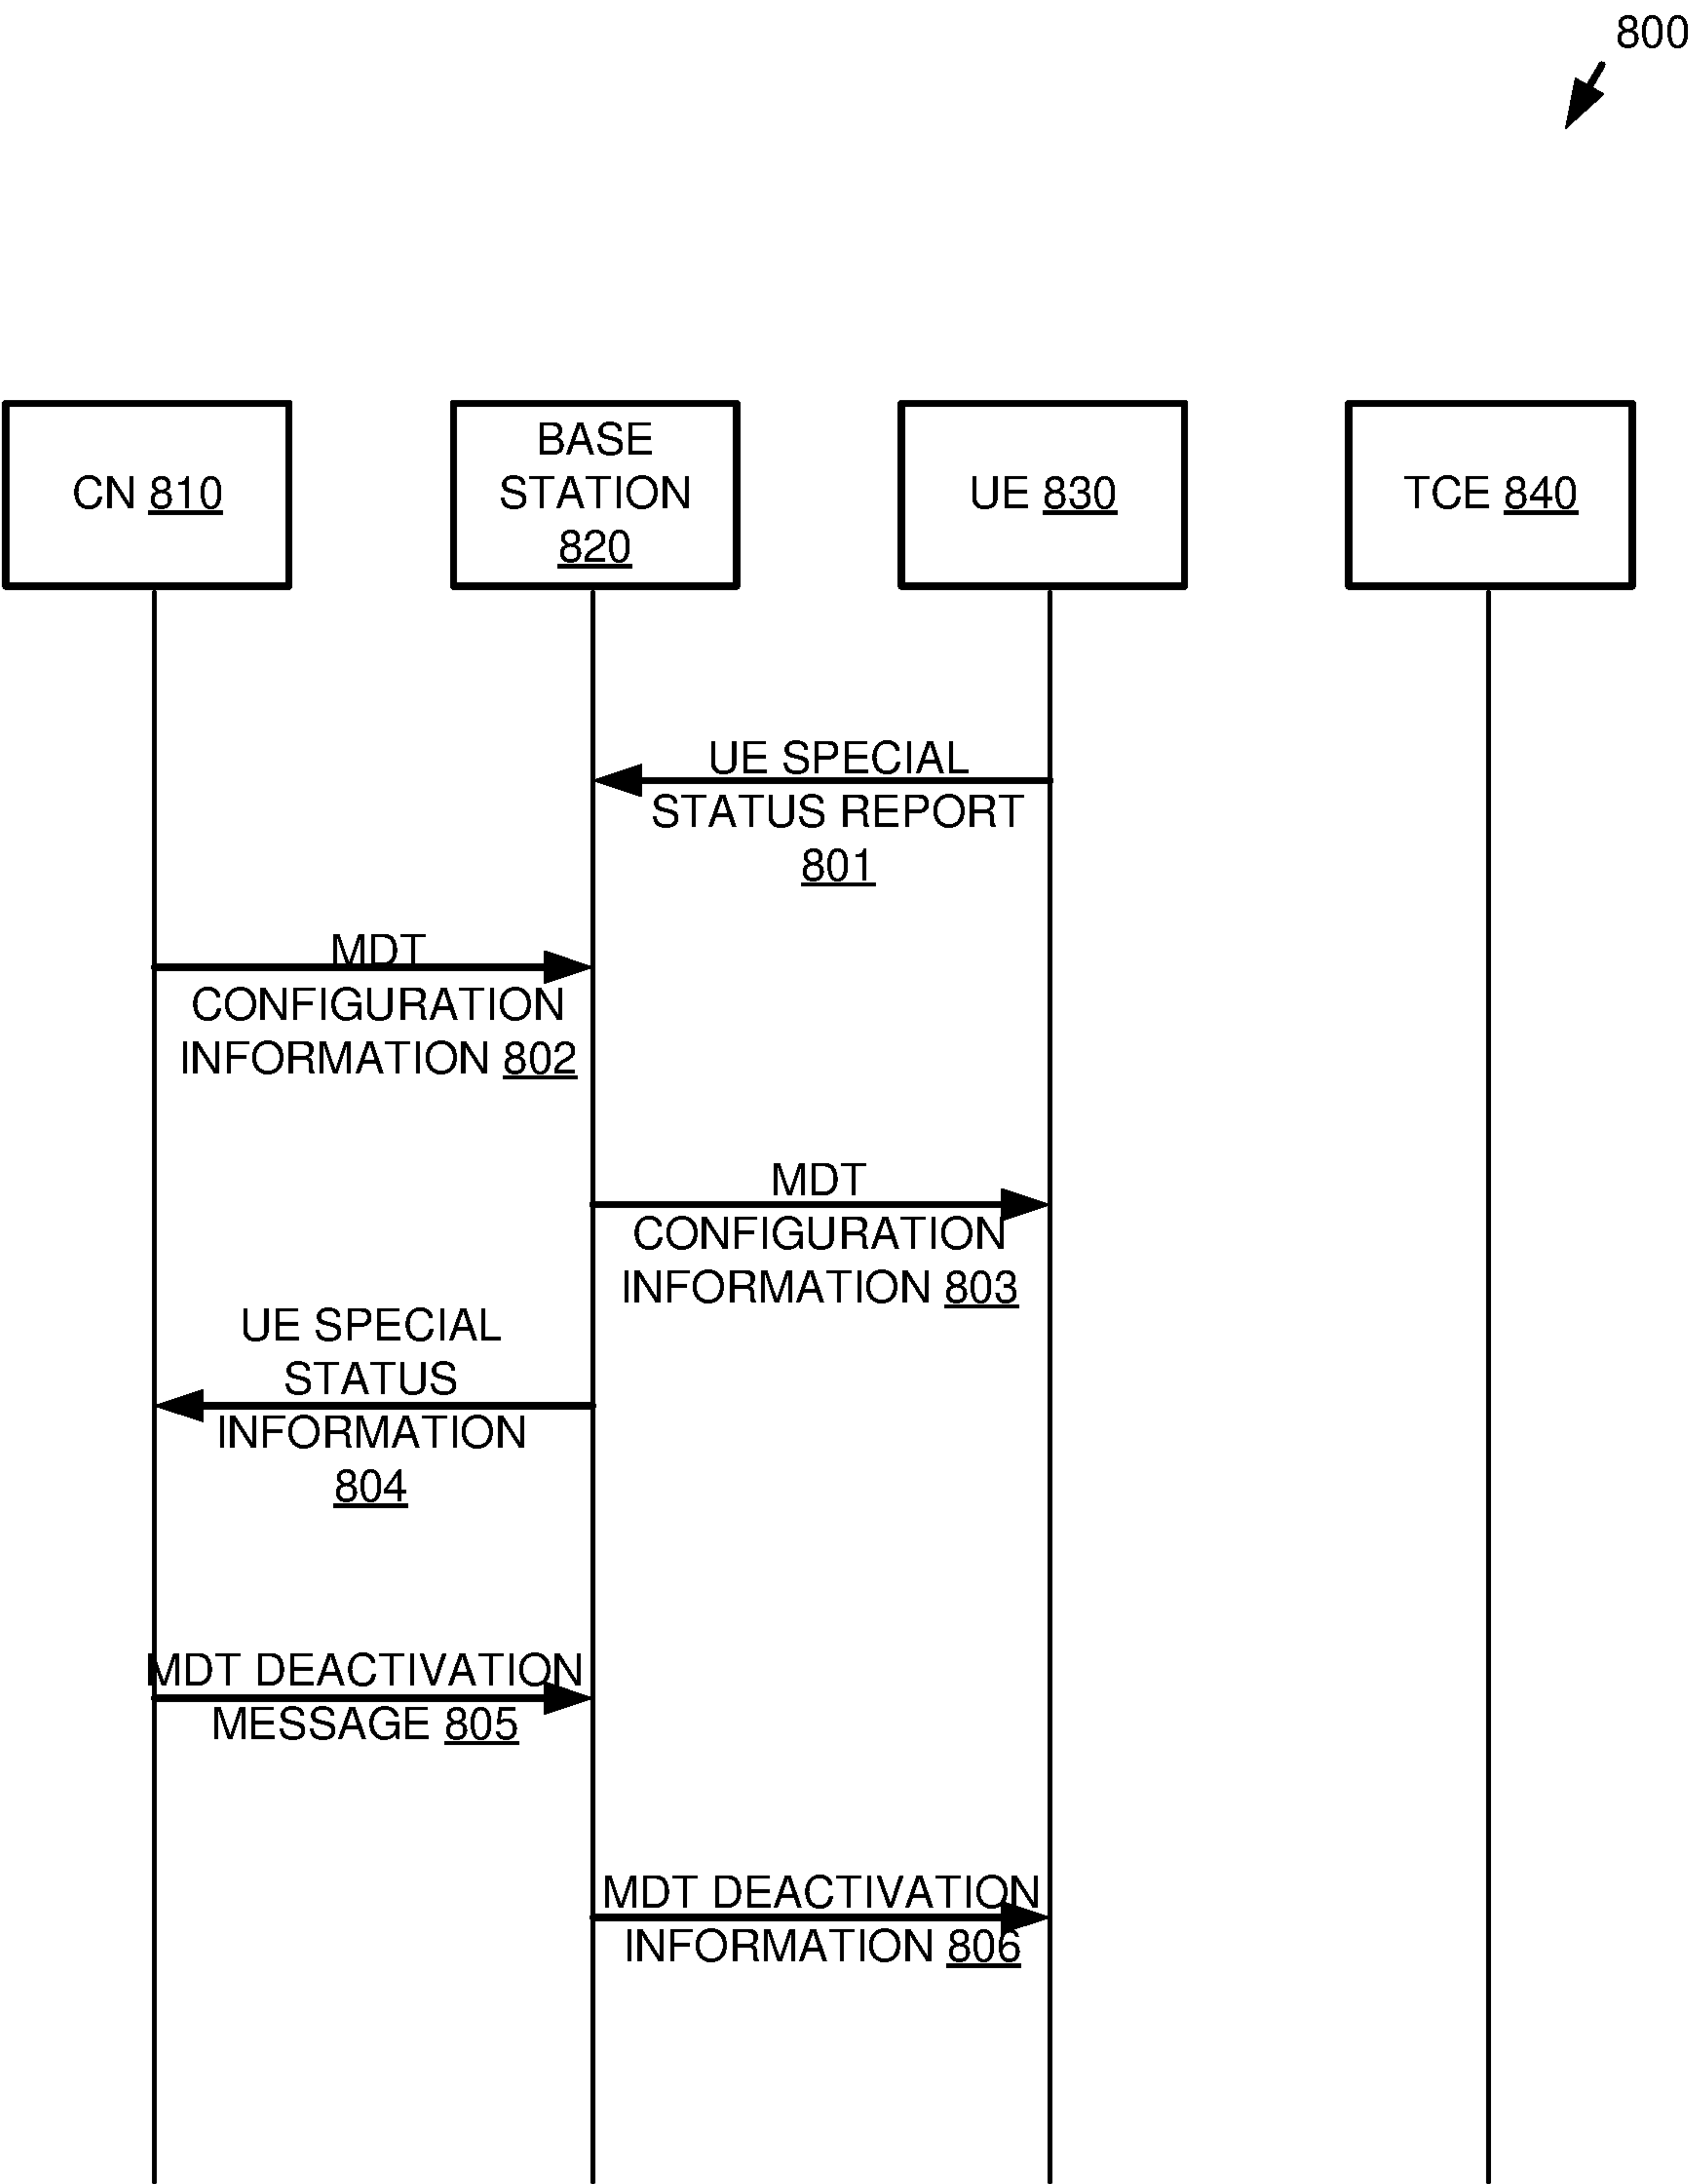 800
CN 810
BASE
STATION
820
UE 830
TCE 840
UE SPECIAL
STATUS REPORT
801
MDT
CONFIGURATION
INFORMATION 802
MDT
CONFIGURATION
INFORMATION 803
UE SPECIAL
STATUS
INFORMATION
804
MDT DEACTIVATION
MESSAGE 805
MDT DEACTIVATION
INFORMATION 806